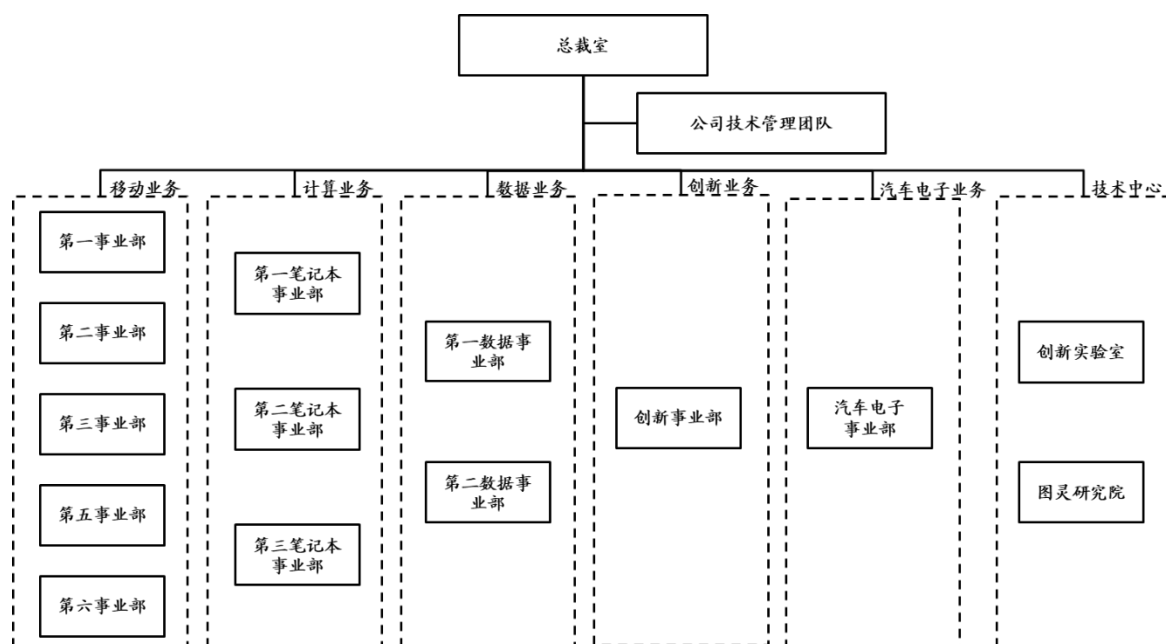 总裁室
公司技术管理团队
移动业务
计算业务
数据业务
创新业务
汽车电子业务
技术中心
第一事业部
第二事业部
第三事业部
第五事业部
第六事业部
第一笔记本
事业部
第二笔记本
事业部
第三笔记本
事业部
第一数据事
业部
第二数据事
业部
创新事业部
汽车电子
事业部
创新实验室
图灵研究院